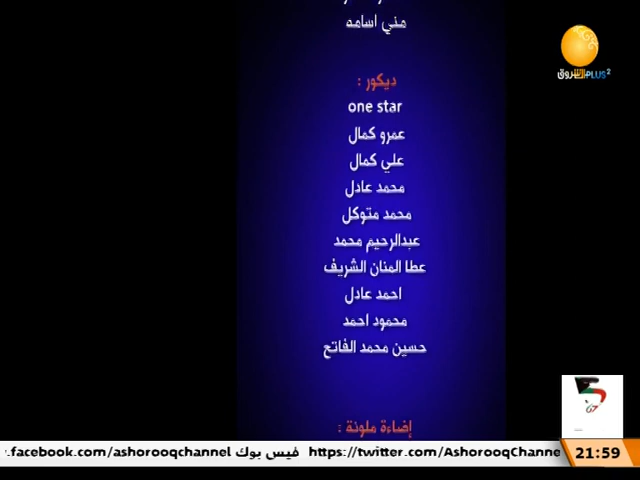 مني اسامه
الشروق PLUS²
ديكور :
one star
عمرو كمال
علي كمال
محمد عادل
محمد متوكل
عبدالرحيم محمد
عطا المنان الشريف
احمد عادل
محمود احمد
حسين محمد الفاتح
إضاءة ملونة :
.facebook.com/ashorooqchannel فيس بوك https://twitter.com/AshorooqChanne
21:59